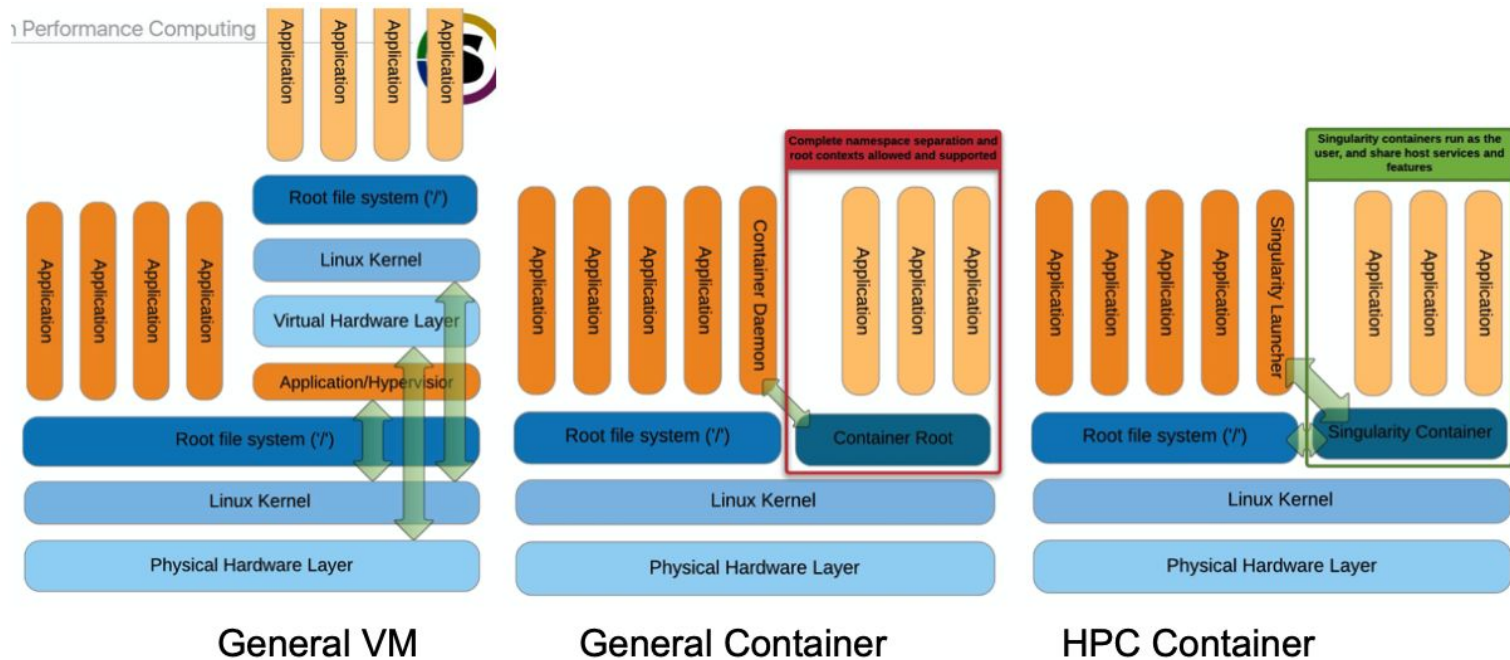 n Performance Computing
S
Application
Application
Application
Application
Root file system ('/')
Linux Kernel
Virtual Hardware Layer
Application/Hypervisior
Application
Application
Application
Application
Root file system ('/')
Linux Kernel
Physical Hardware Layer
General VM
Complete namespace separation and
root contexts allowed and supported
Application
Application
Application
Application
Container Daemon
Application
Application
Application
Root file system ('/')
Container Root
Linux Kernel
Physical Hardware Layer
General Container
Singularity containers run as the
user, and share host services and
features
Application
Application
Application
Application
Singularity Launcher
Application
Application
Application
Root file system ('/')
Singularity Container
Linux Kernel
Physical Hardware Layer
HPC Container